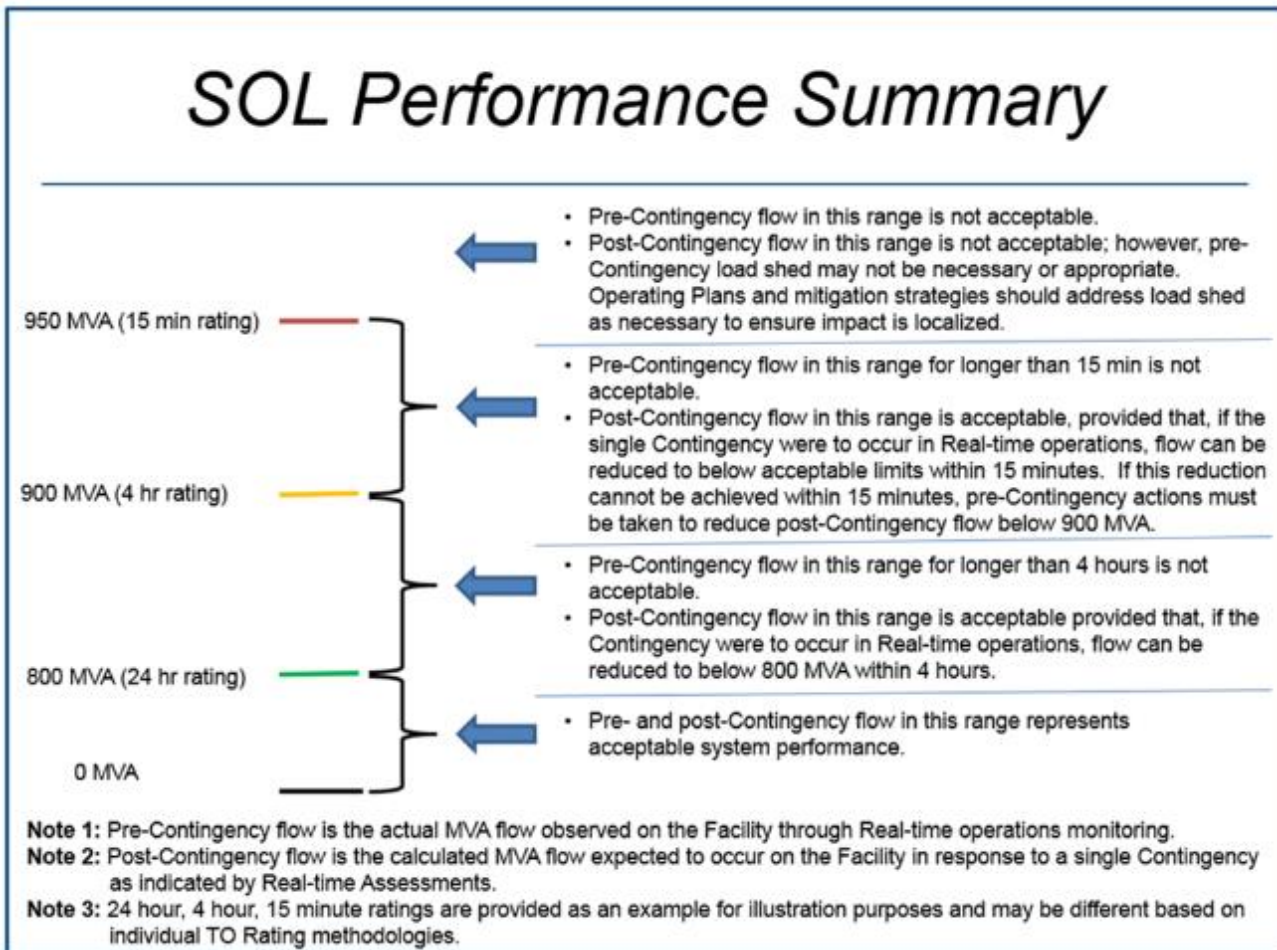 SOL Performance Summary
• Pre-Contingency flow in this range is not acceptable.
• Post-Contingency flow in this range is not acceptable; however, pre-
Contingency load shed may not be necessary or appropriate.
Operating Plans and mitigation strategies should address load shed
as necessary to ensure impact is localized.
950 MVA (15 min rating)
• Pre-Contingency flow in this range for longer than 15 min is not
acceptable.
• Post-Contingency flow in this range is acceptable, provided that, if the
single Contingency were to occur in Real-time operations, flow can be
reduced to below acceptable limits within 15 minutes. If this reduction
cannot be achieved within 15 minutes, pre-Contingency actions must
be taken to reduce post-Contingency flow below 900 MVA.
900 MVA (4 hr rating)
• Pre-Contingency flow in this range for longer than 4 hours is not
acceptable.
• Post-Contingency flow in this range is acceptable provided that, if the
Contingency were to occur in Real-time operations, flow can be
reduced to below 800 MVA within 4 hours.
800 MVA (24 hr rating)
• Pre- and post-Contingency flow in this range represents
acceptable system performance.
0 MVA
Note 1: Pre-Contingency flow is the actual MVA flow observed on the Facility through Real-time operations monitoring.
Note 2: Post-Contingency flow is the calculated MVA flow expected to occur on the Facility in response to a single Contingency
as indicated by Real-time Assessments.
Note 3: 24 hour, 4 hour, 15 minute ratings are provided as an example for illustration purposes and may be different based on
individual TO Rating methodologies.